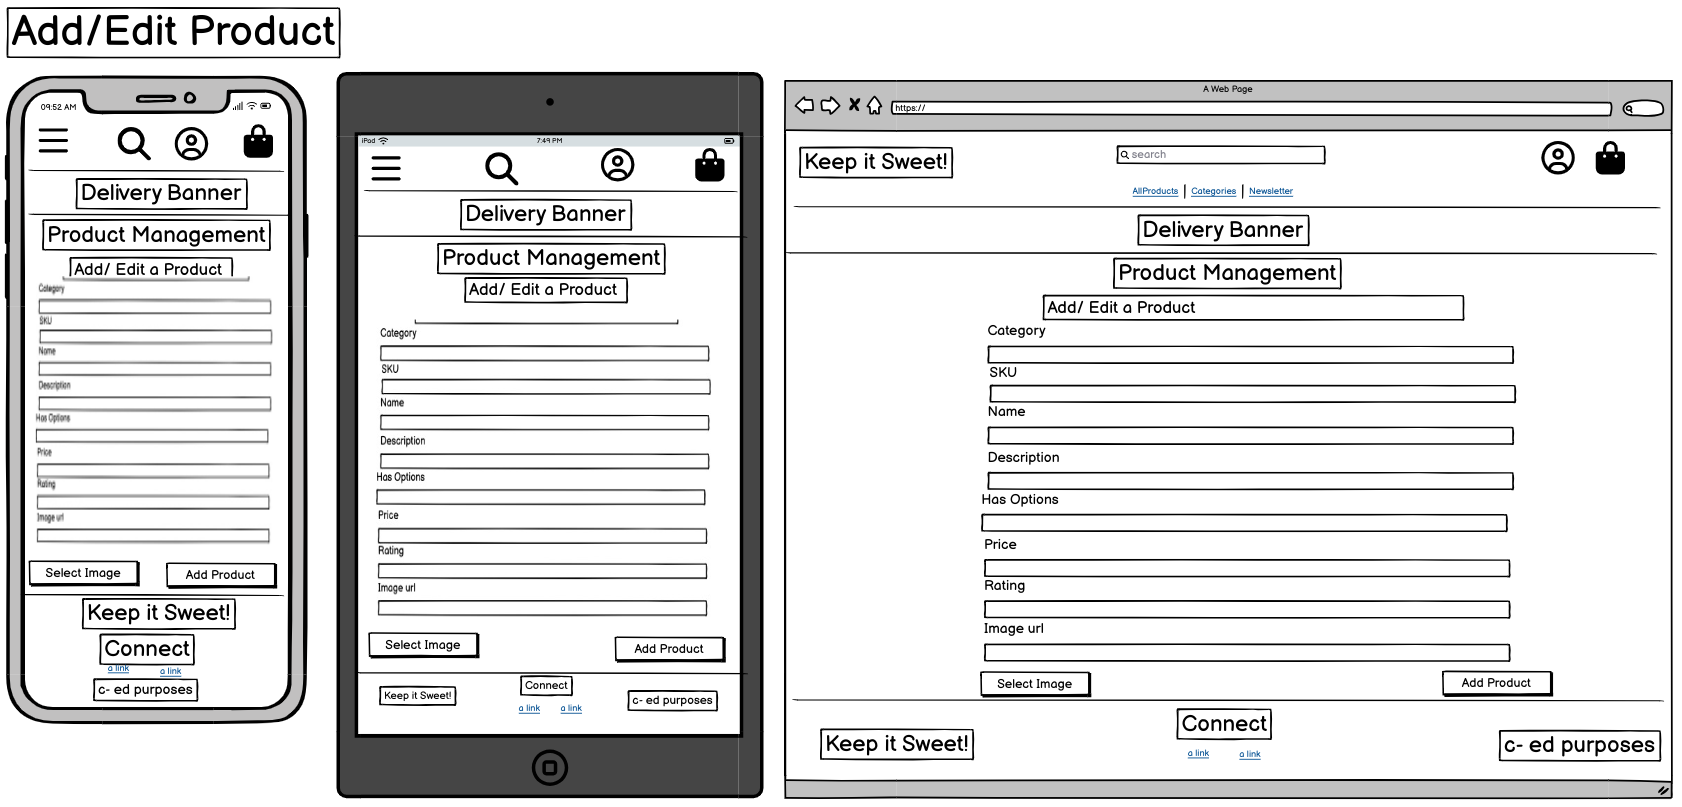 Add/Edit Product
09:52 AM
Delivery Banner
Product Management
Add/ Edit a Product
Category
SKU
Name
Description
Has Options
Price
Rating
Image url
Select Image
Add Product
Keep it Sweet!
Connect
a link a link
c- ed purposes
iPod
7:49 PM
Delivery Banner
Product Management
Add/ Edit a Product
Category
SKU
Name
Description
Has Options
Price
Rating
Image url
Select Image
Add Product
Keep it Sweet!
Connect
a link a link
c- ed purposes
A Web Page
https://
Keep it Sweet!
search
AllProducts | Categories | Newsletter
Delivery Banner
Product Management
Add/ Edit a Product
Category
SKU
Name
Description
Has Options
Price
Rating
Image url
Select Image
Add Product
Keep it Sweet!
Connect
a link a link
c- ed purposes